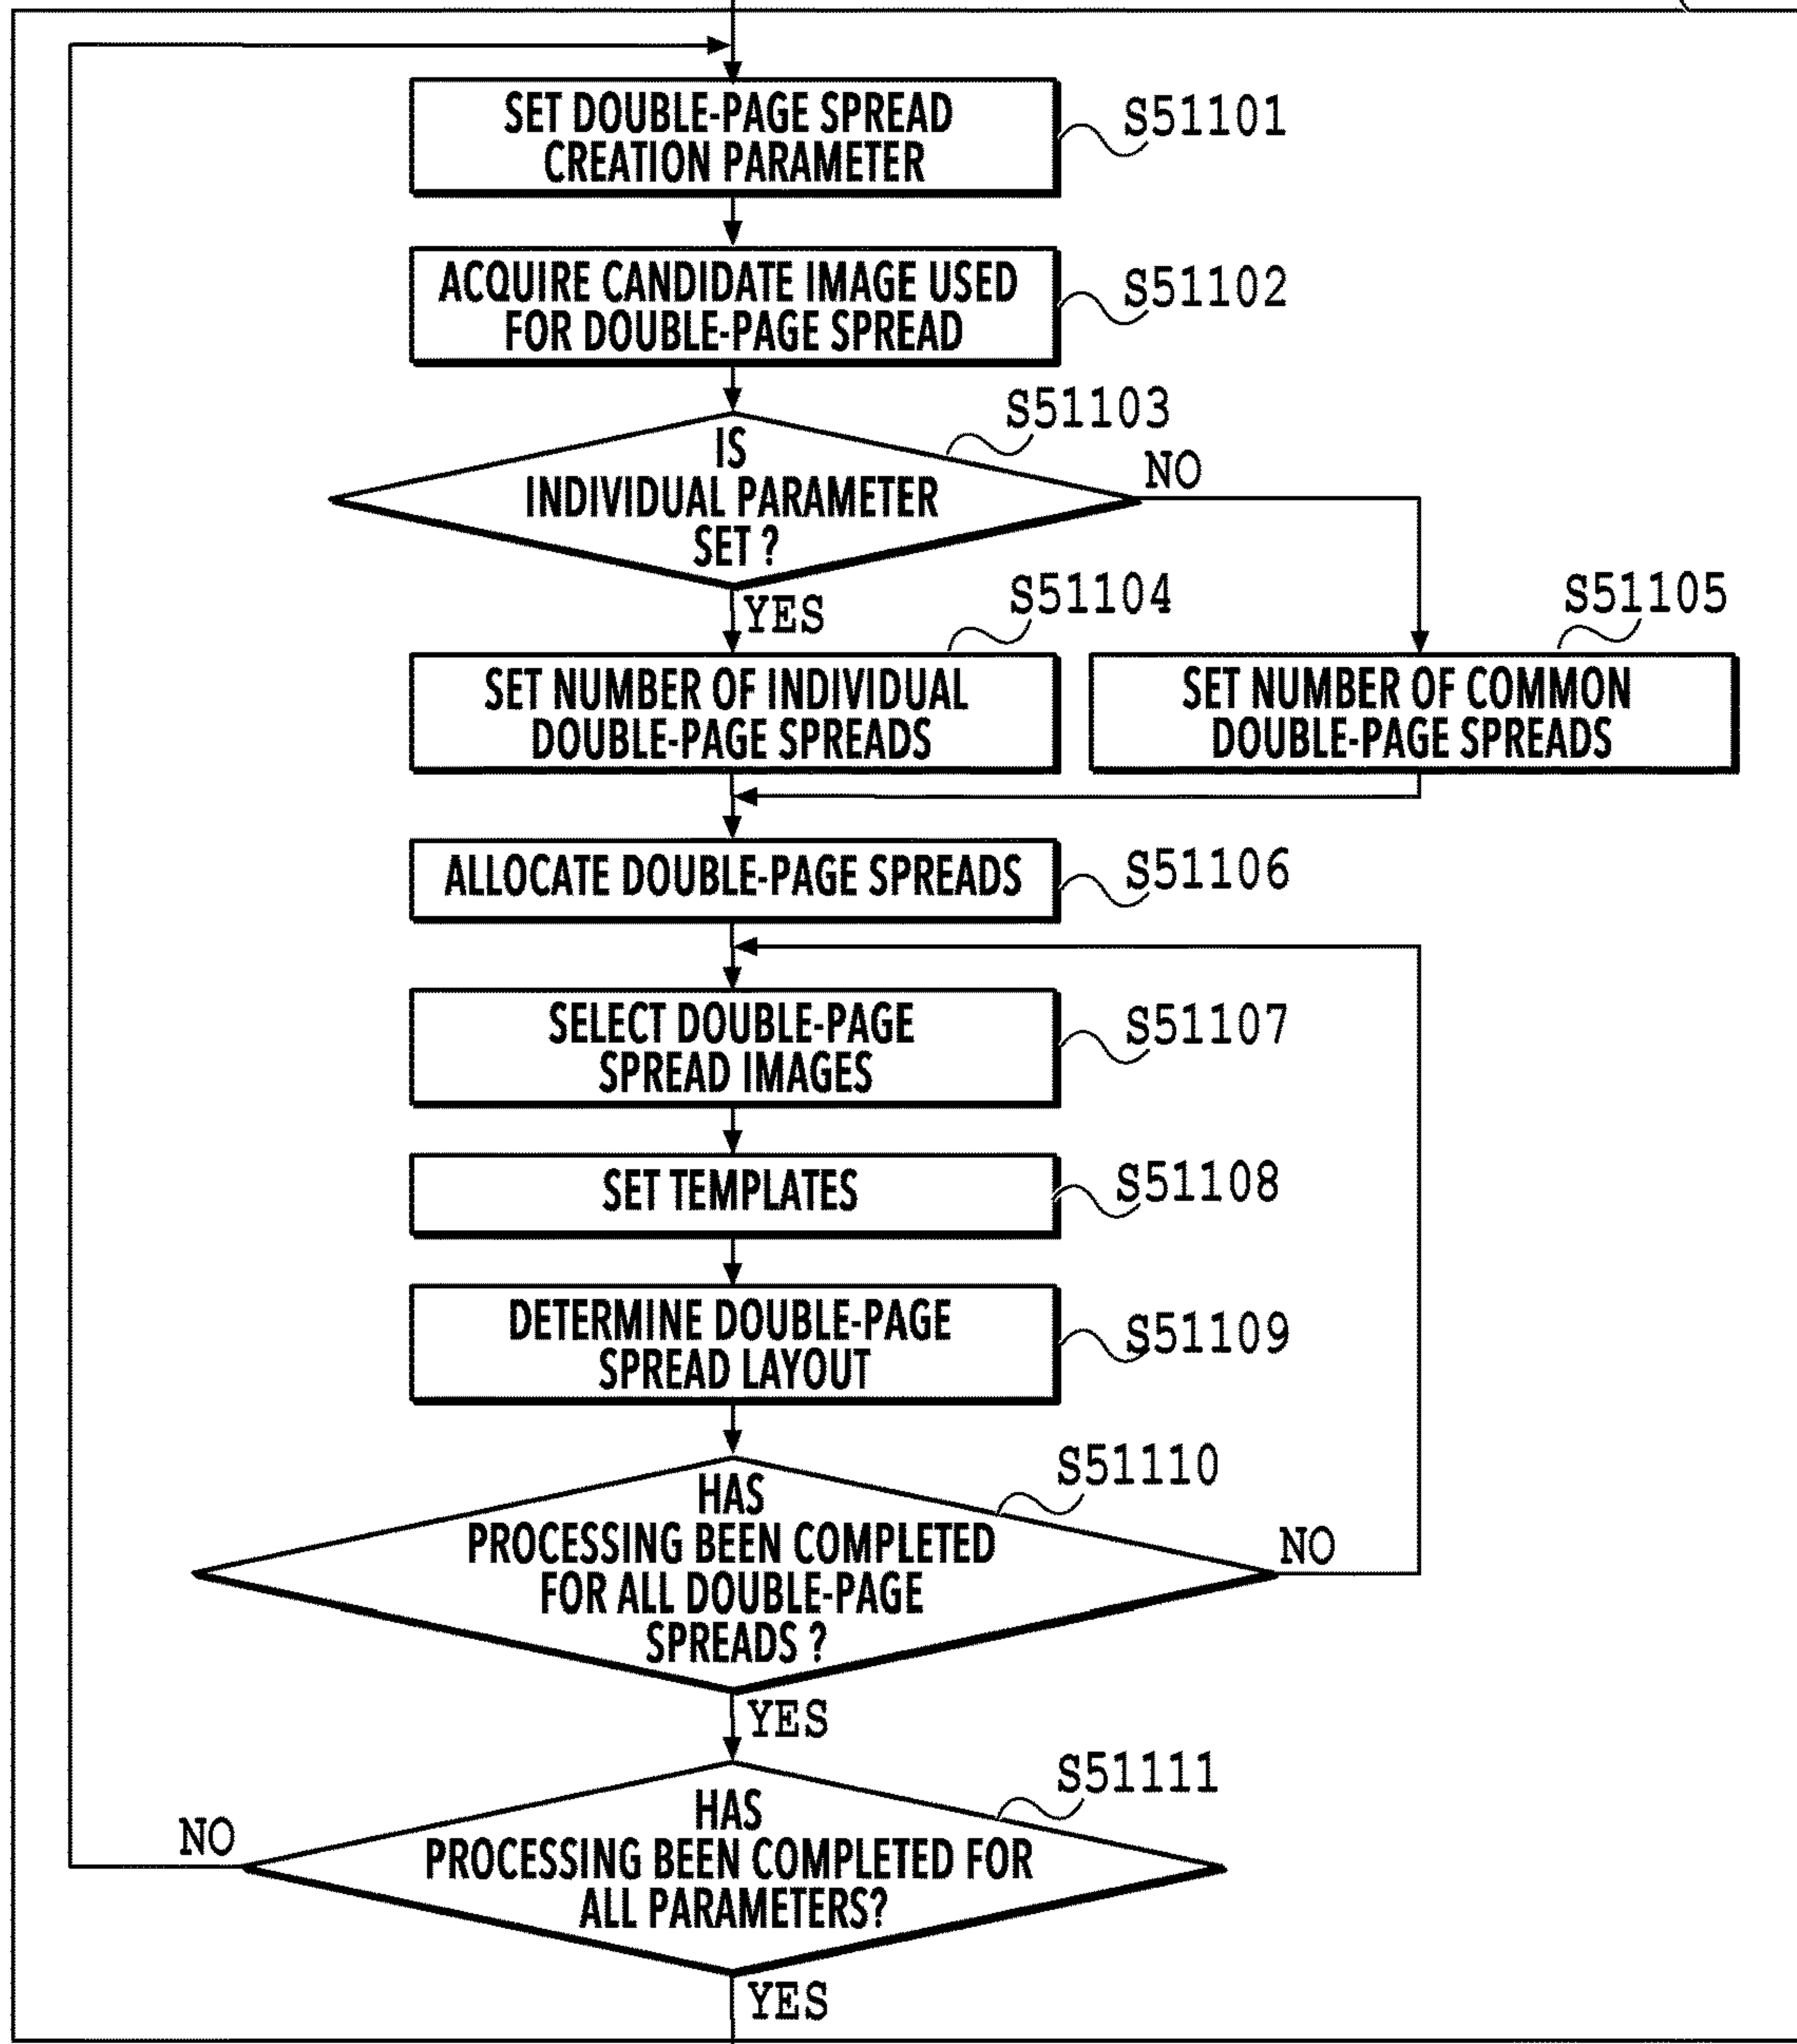 SET DOUBLE-PAGE SPREAD
CREATION PARAMETER
S51101
ACQUIRE CANDIDATE IMAGE USED
FOR DOUBLE-PAGE SPREAD
S51102
S51103
IS
INDIVIDUAL PARAMETER
SET ?
NO
YES
S51104
S51105
SET NUMBER OF INDIVIDUAL
DOUBLE-PAGE SPREADS
SET NUMBER OF COMMON
DOUBLE-PAGE SPREADS
ALLOCATE DOUBLE-PAGE SPREADS
S51106
SELECT DOUBLE-PAGE
SPREAD IMAGES
S51107
SET TEMPLATES
S51108
DETERMINE DOUBLE-PAGE
SPREAD LAYOUT
S51109
S51110
HAS
PROCESSING BEEN COMPLETED
FOR ALL DOUBLE-PAGE
SPREADS ?
NO
YES
S51111
HAS
PROCESSING BEEN COMPLETED FOR
ALL PARAMETERS?
NO
YES